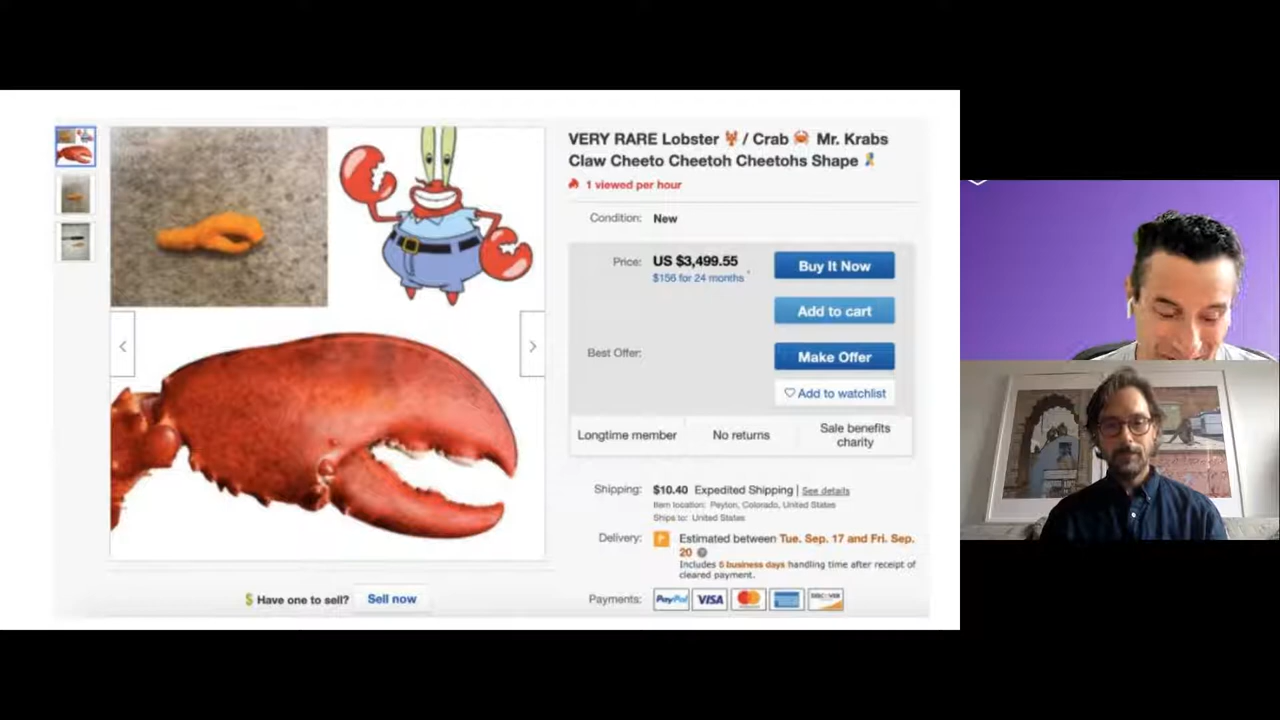 VERY RARE Lobster 🦞 / Crab 🦀 Mr. Krabs
Claw Cheeto Cheetoh Cheetohs Shape
1 viewed per hour
Condition: New
Price: US $3,499.55
$156 for 24 months*
Buy It Now
Add to cart
Best Offer:
Make Offer
Add to watchlist
Longtime member
No returns
Sale benefits
charity
Shipping: $10.40 Expedited Shipping | See details
Item location: Peyton, Colorado, United States
Ships to: United States
Delivery: Estimated between Tue. Sep. 17 and Fri. Sep.
20 ?
Includes 6 business days handling time after receipt of
cleared payment.
Payments: PayPal VISA DISCOVER
$ Have one to sell? Sell now